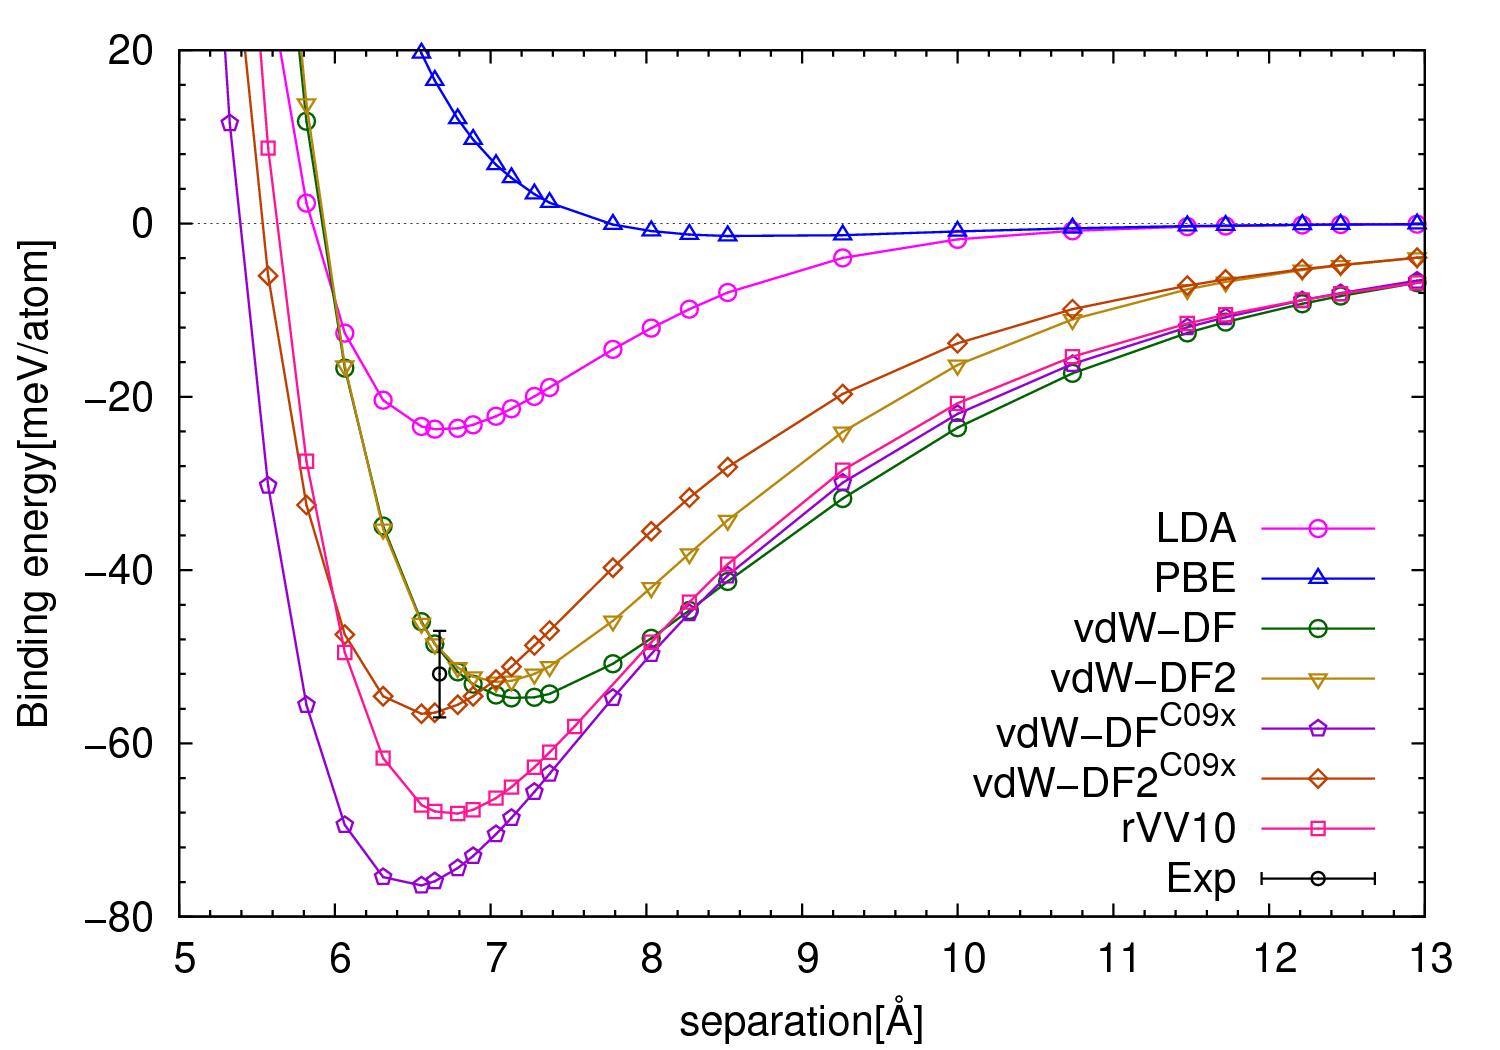 20
0
−20
−40
−60
−80
Binding energy[meV/atom]
LDA
PBE
vdW−DF
vdW−DF2
vdW−DF^C09x
vdW−DF2^C09x
rVV10
Exp
5 6 7 8 9 10 11 12 13
separation[Å]